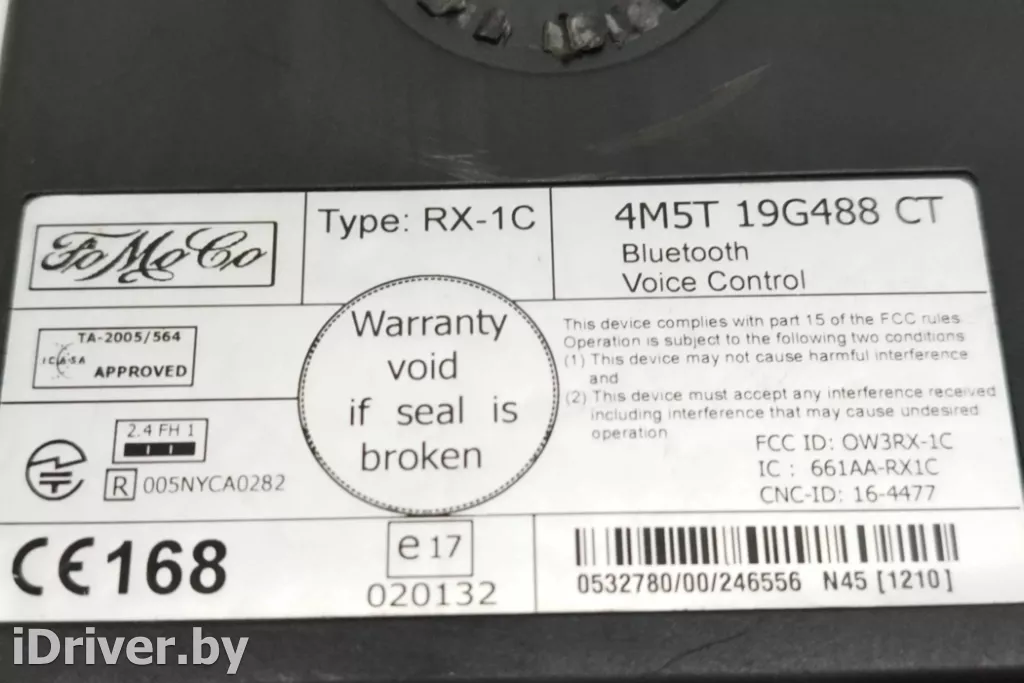 FoMoCo
Type: RX-1C
4M5T 19G488 CT
Bluetooth
Voice Control
TA-2005/564
ICASA
APPROVED
Warranty
void
if seal is
broken
This device complies with part 15 of the FCC rules
Operation is subject to the following two conditions
(1) This device may not cause harmful interference
and
(2) This device must accept any interference received
including interference that may cause undesired
operation
2.4 FH 1
R 005NYCA0282
FCC ID: OW3RX-1C
IC : 661AA-RX1C
CNC-ID: 16-4477
CE168
e 17
020132
0532780/00/246556 N45 [1210]
iDriver.by